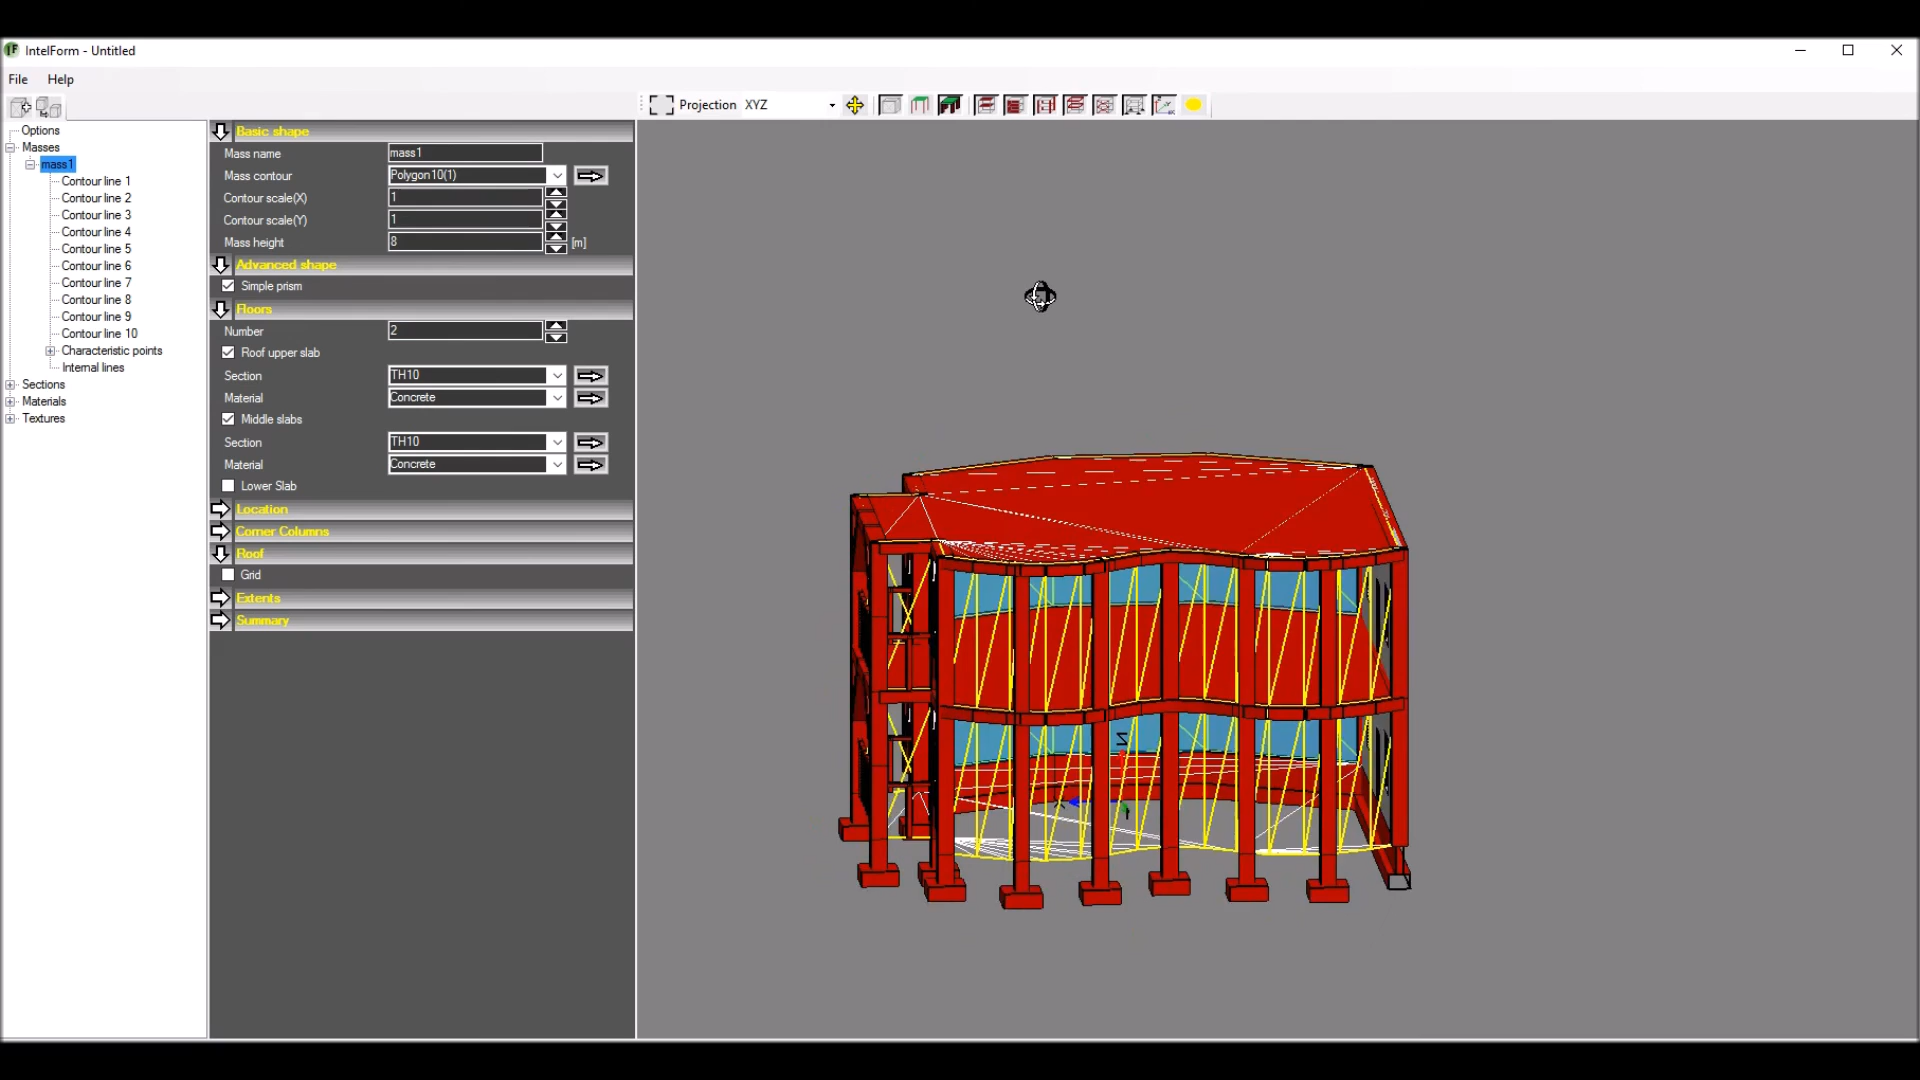 IntelForm - Untitled
File Help
Projection XYZ
Options
Masses
mass1
Contour line 1
Contour line 2
Contour line 3
Contour line 4
Contour line 5
Contour line 6
Contour line 7
Contour line 8
Contour line 9
Contour line 10
Characteristic points
Internal lines
Sections
Materials
Textures
Basic shape
Mass name mass1
Mass contour Polygon10(1)
Contour scale(X) 1
Contour scale(Y) 1
Mass height 8 [m]
Advanced shape
Simple prism
Floors
Number 2
Roof upper slab
Section TH10
Material Concrete
Middle slabs
Section TH10
Material Concrete
Lower Slab
Location
Corner Columns
Roof
Grid
Extents
Summary
Z